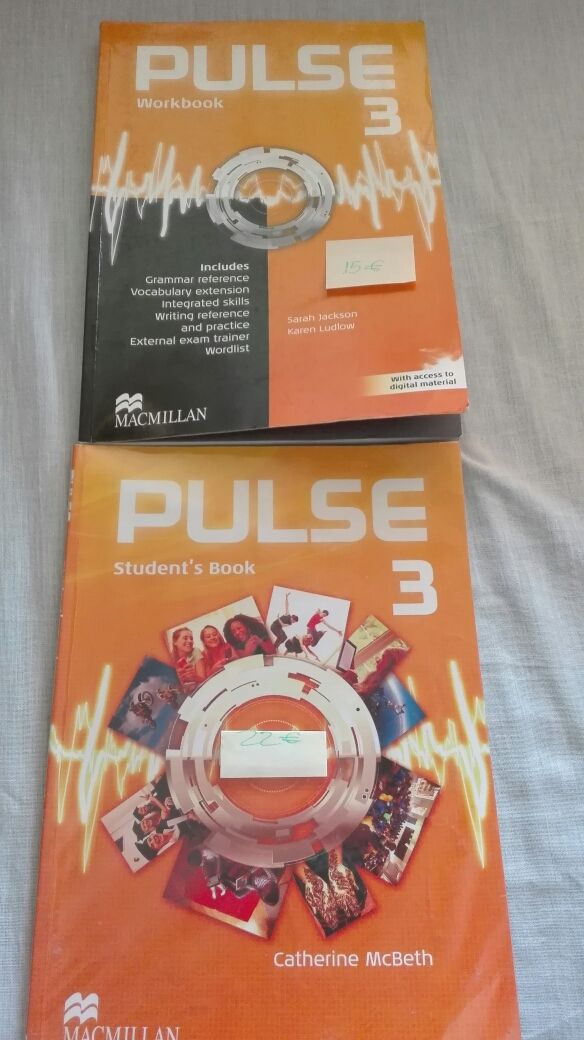 PULSE
Workbook
3
Includes
Grammar reference
Vocabulary extension
Integrated skills
Writing reference
and practice
External exam trainer
Wordlist
15 €
Sarah Jackson
Karen Ludlow
With access to
digital material
MACMILLAN
PULSE
Student's Book
3
22 €
Catherine McBeth
MACMILLAN